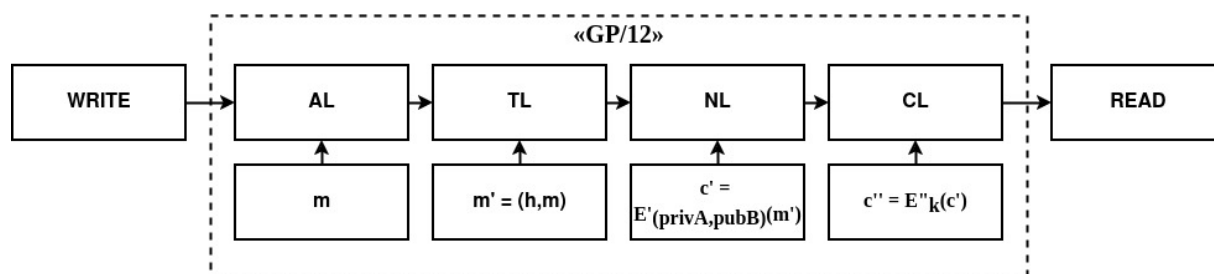 «GP/12»
WRITE
AL
TL
NL
CL
READ
m
m' = (h,m)
c' =
E'(privA,pubB)(m')
c'' = E"k(c')